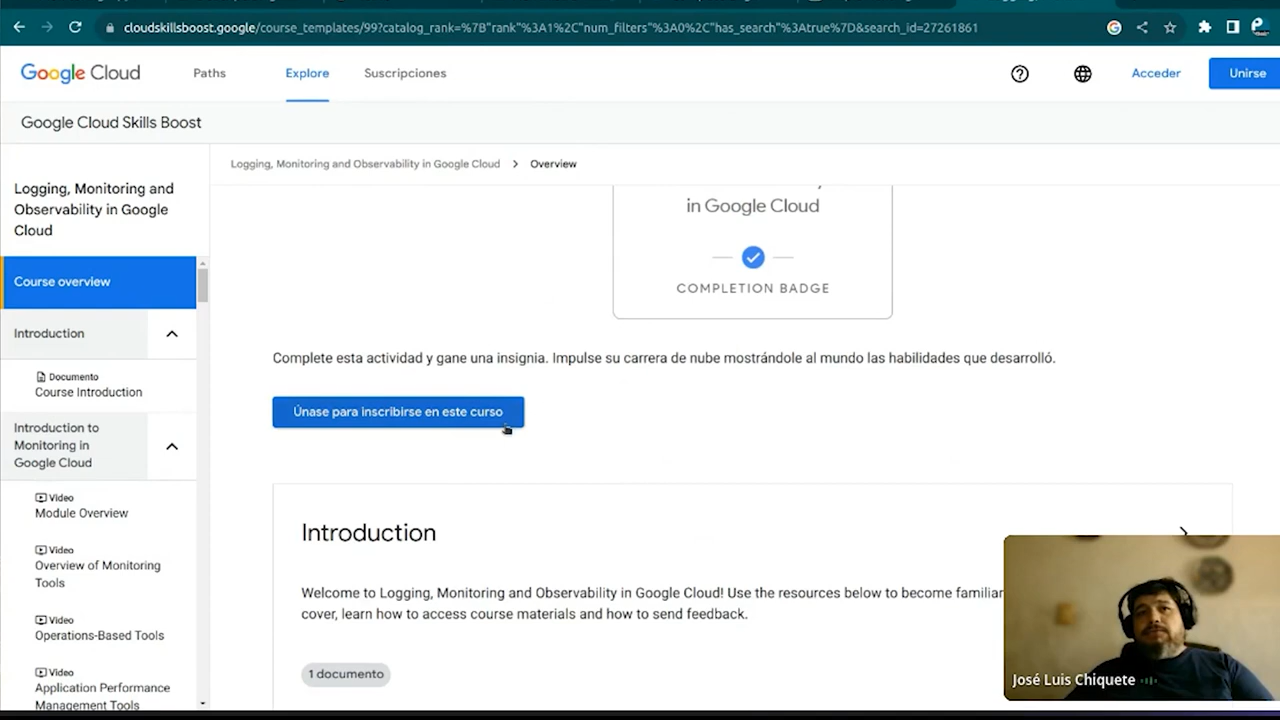 cloudskillsboost.google/course_templates/99?catalog_rank=%7B"rank"%3A1%2C"num_filters"%3A0%2C"has_search"%3Atrue%7D&search_id=27261861
Google Cloud
Paths
Explore
Suscripciones
Acceder
Unirse
Google Cloud Skills Boost
Logging, Monitoring and Observability in Google Cloud
Overview
Logging, Monitoring and
Observability in Google
Cloud
Course overview
Introduction
Documento
Course Introduction
Introduction to
Monitoring in
Google Cloud
Video
Module Overview
Video
Overview of Monitoring
Tools
Video
Operations-Based Tools
Video
Application Performance
Management Tools
in Google Cloud
COMPLETION BADGE
Complete esta actividad y gane una insignia. Impulse su carrera de nube mostrándole al mundo las habilidades que desarrolló.
Únase para inscribirse en este curso
Introduction
Welcome to Logging, Monitoring and Observability in Google Cloud! Use the resources below to become familiar
cover, learn how to access course materials and how to send feedback.
1 documento
José Luis Chiquete